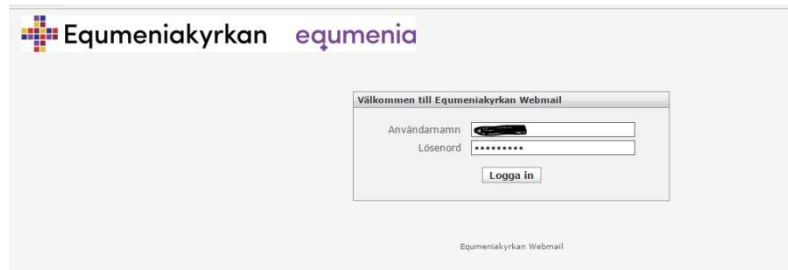 Equmeniakyrkan equmenia
Välkommen till Equmeniakyrkan Webmail
Användarnamn
Lösenord •••••••••
Logga in
Equmeniakyrkan Webmail